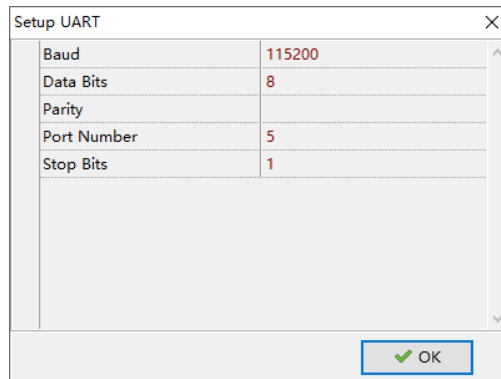 Setup UART
Baud 115200
Data Bits 8
Parity
Port Number 5
Stop Bits 1
OK